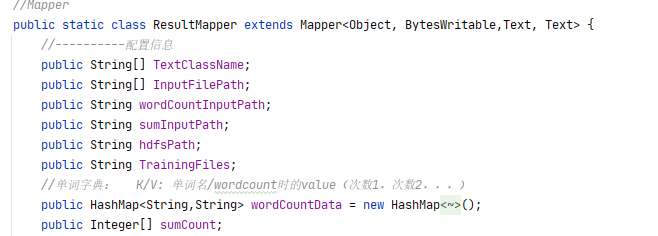 //Mapper
public static class ResultMapper extends Mapper<Object, BytesWritable,Text, Text> {
//----------配置信息
public String[] TextClassName;
public String[] InputFilePath;
public String wordCountInputPath;
public String sumInputPath;
public String hdfsPath;
public String TrainingFiles;
//单词字典： K/V: 单词名/wordcount时的value（次数1，次数2，．．．）
public HashMap<String,String> wordCountData = new HashMap<~>();
public Integer[] sumCount;